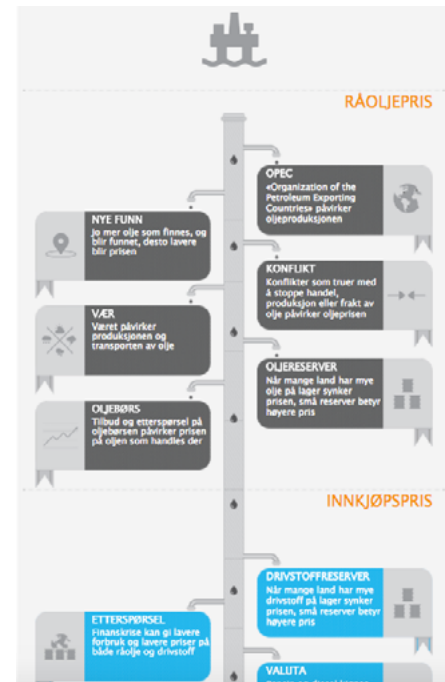 RÅOLJEPRIS
OPEC
«Organization of the
Petroleum Exporting
Countries» påvirker
oljeproduksjonen
NYE FUNN
Jo mer olje som finnes, og
blir funnet, desto lavere
blir prisen
KONFLIKT
Konflikter som truer med
å stoppe handel,
produksjon eller frakt av
olje påvirker oljeprisen
VÆR
Været påvirker
produksjonen og
transporten av olje
OLJERESERVER
Når mange land har mye
olje på lager synker
prisen, små reserver betyr
høyere pris
OLJEBØRS
Tilbud og etterspørsel på
oljebørsen påvirker prisen
på oljen som handles der
INNKJØPSPRIS
DRIVSTOFFRESERVER
Når mange land har mye
drivstoff på lager synker
prisen, små reserver betyr
høyere pris
ETTERSPØRSEL
Finanskrise kan gi lavere
forbruk og lavere priser på
både råolje og drivstoff
VALUTA